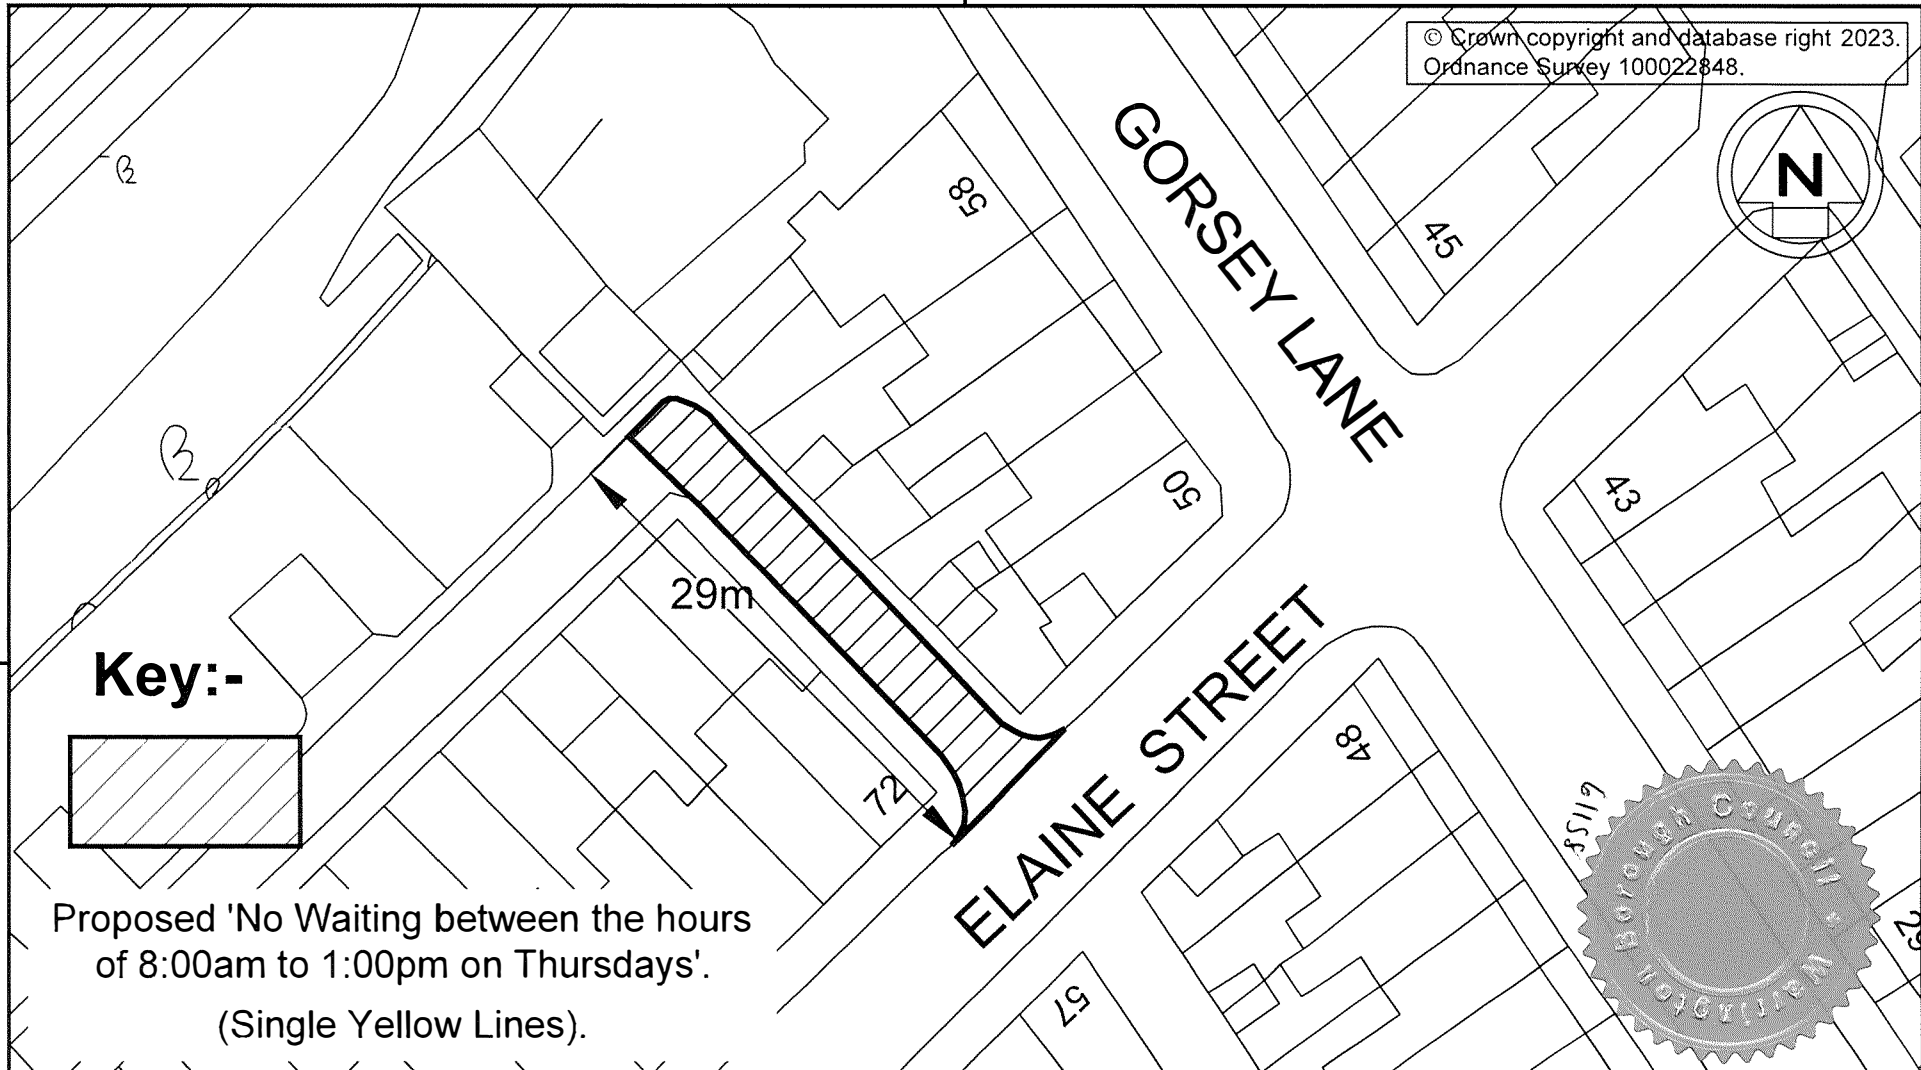 © Crown copyright and database right 2023.
Ordnance Survey 100022848.
N
GORSEY LANE
58
45
50
43
29m
Key:-
72
ELAINE STREET
48
57
29
61158
Warrington Borough Council
Proposed 'No Waiting between the hours
of 8:00am to 1:00pm on Thursdays'.
(Single Yellow Lines).